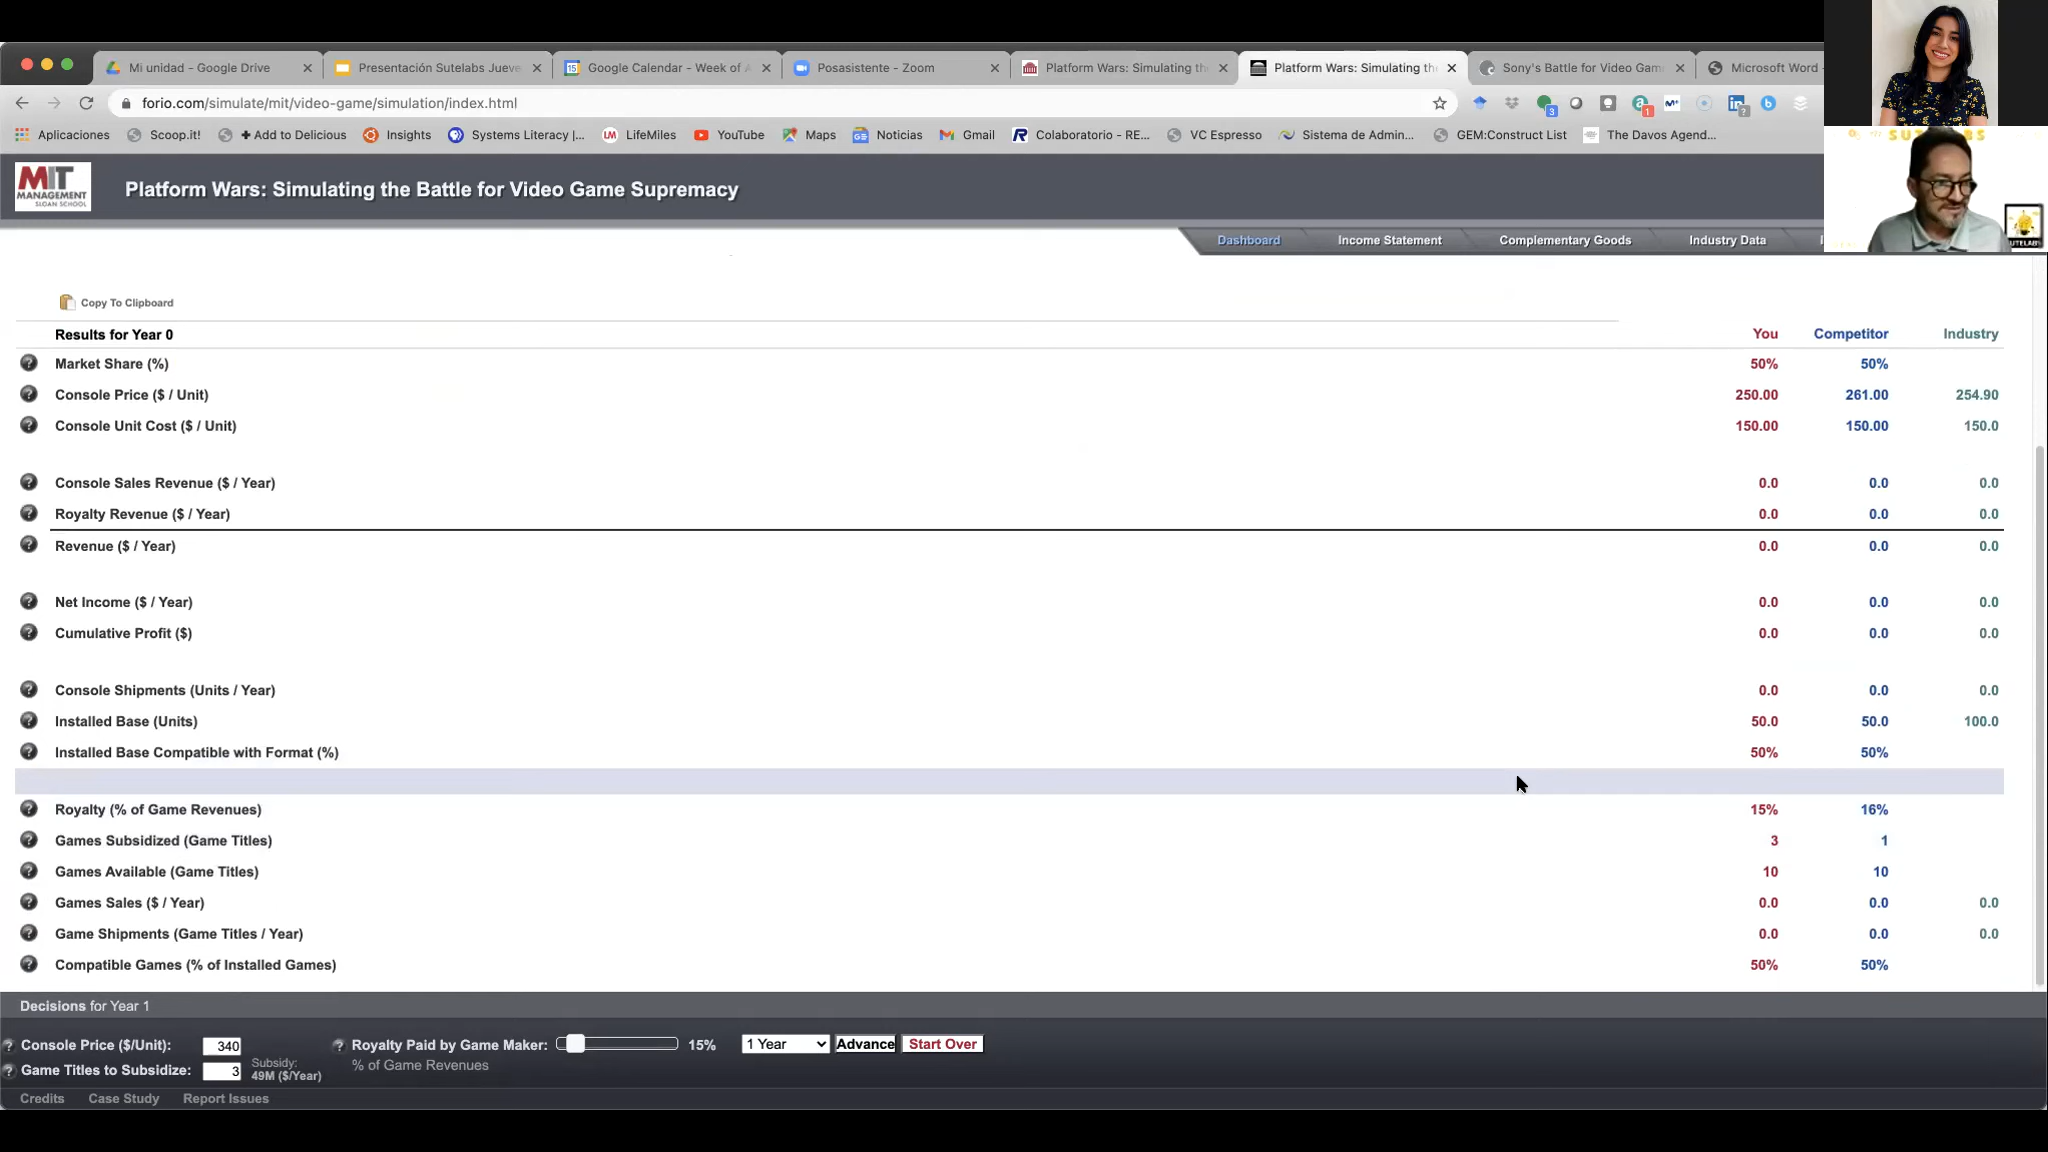 Mi unidad - Google Drive
Presentación Sutelabs Jueve
Google Calendar - Week of A
Posasistente - Zoom
Platform Wars: Simulating th
Platform Wars: Simulating th
Sony's Battle for Video Gam
Microsoft Word -
forio.com/simulate/mit/video-game/simulation/index.html
Aplicaciones
Scoop.it!
+ Add to Delicious
Insights
Systems Literacy |...
LifeMiles
YouTube
Maps
Noticias
Gmail
Colaboratorio - RE...
VC Espresso
Sistema de Admin...
GEM:Construct List
The Davos Agend...
MIT
MANAGEMENT
SLOAN SCHOOL
Platform Wars: Simulating the Battle for Video Game Supremacy
Dashboard Income Statement Complementary Goods Industry Data
Copy To Clipboard
Results for Year 0 You Competitor Industry
Market Share (%) 50% 50%
Console Price ($ / Unit) 250.00 261.00 254.90
Console Unit Cost ($ / Unit) 150.00 150.00 150.0
Console Sales Revenue ($ / Year) 0.0 0.0 0.0
Royalty Revenue ($ / Year) 0.0 0.0 0.0
Revenue ($ / Year) 0.0 0.0 0.0
Net Income ($ / Year) 0.0 0.0 0.0
Cumulative Profit ($) 0.0 0.0 0.0
Console Shipments (Units / Year) 0.0 0.0 0.0
Installed Base (Units) 50.0 50.0 100.0
Installed Base Compatible with Format (%) 50% 50%
Royalty (% of Game Revenues) 15% 16%
Games Subsidized (Game Titles) 3 1
Games Available (Game Titles) 10 10
Games Sales ($ / Year) 0.0 0.0 0.0
Game Shipments (Game Titles / Year) 0.0 0.0 0.0
Compatible Games (% of Installed Games) 50% 50%
Decisions for Year 1
Console Price ($/Unit): 340 Royalty Paid by Game Maker: 15% 1 Year Advance Start Over
% of Game Revenues
Game Titles to Subsidize: 3 Subsidy:
49M ($/Year)
Credits Case Study Report Issues